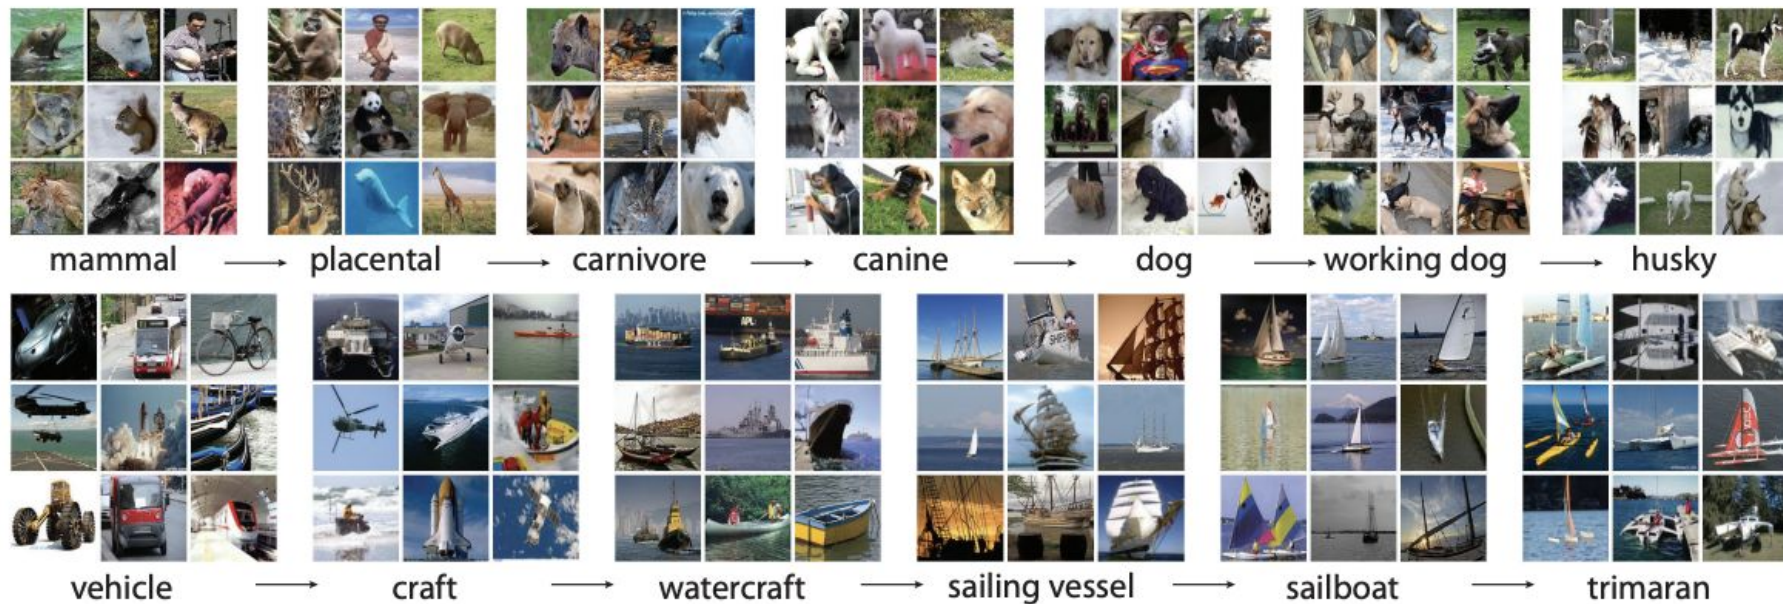 mammal → placental → carnivore → canine → dog → working dog → husky
vehicle → craft → watercraft → sailing vessel → sailboat → trimaran